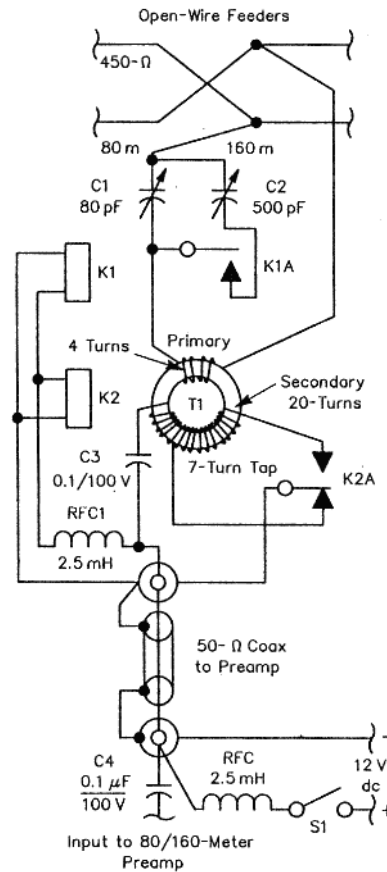 Open-Wire Feeders
450-Ω
80 m
160 m
C1
80 pF
C2
500 pF
K1
K1A
Primary
4 Turns
Secondary
20-Turns
T1
K2
C3
0.1/100 V
7-Turn Tap
K2A
RFC1
2.5 mH
50-Ω Coax
to Preamp
C4
0.1 μF
100 V
RFC
2.5 mH
-
12 V
dc
+
S1
Input to 80/160-Meter
Preamp